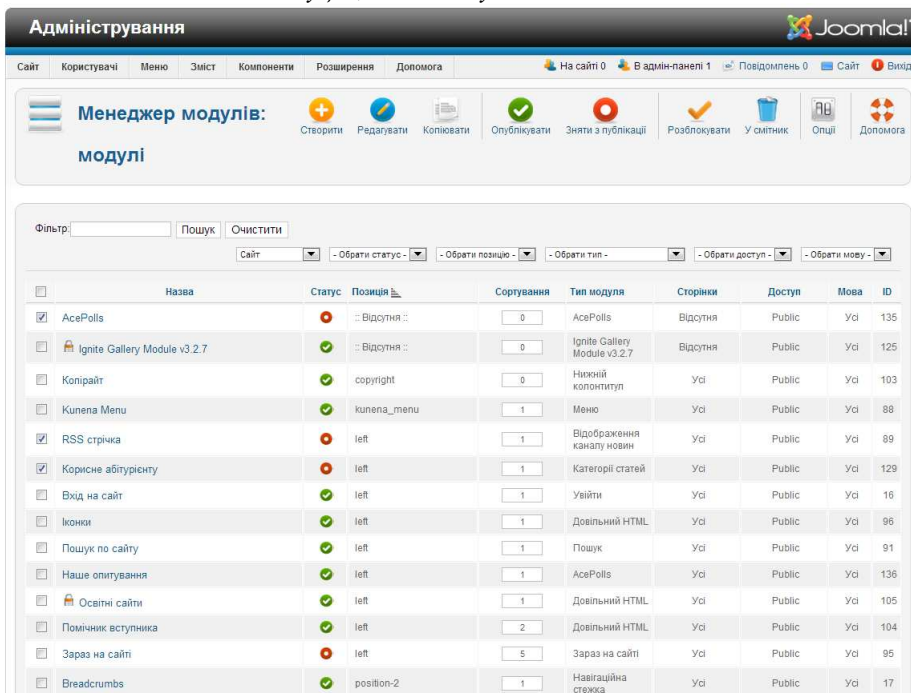 Адміністрування Joomla!
Сайт Користувачі Меню Зміст Компоненти Розширення Допомога На сайті 0 В адмін-панелі 1 Повідомлень 0 Сайт Вихід
Менеджер модулів:
модулі
Створити Редагувати Копіювати Опублікувати Зняти з публікації Розблокувати У смітник Опції Допомога
Фільтр: Пошук Очистити
Сайт - Обрати статус - - Обрати позицію - - Обрати тип - - Обрати доступ - - Обрати мову -
Назва Статус Позиція Сортування Тип модуля Сторінки Доступ Мова ID
AcePolls :: Відсутня :: 0 AcePolls Відсутня Public Усі 135
Ignite Gallery Module v3.2.7 :: Відсутня :: 0 Ignite Gallery Module v3.2.7 Відсутня Public Усі 125
Копірайт copyright 0 Нижній колонтитул Усі Public Усі 103
Kunena Menu kunena_menu 1 Меню Усі Public Усі 88
RSS стрічка left 1 Відображення каналу новин Усі Public Усі 89
Корисне абітурієнту left 1 Категорії статей Усі Public Усі 129
Вхід на сайт left 1 Увійти Усі Public Усі 16
Іконки left 1 Довільний HTML Усі Public Усі 96
Пошук по сайту left 1 Пошук Усі Public Усі 91
Наше опитування left 1 AcePolls Усі Public Усі 136
Освітні сайти left 1 Довільний HTML Усі Public Усі 105
Помічник вступника left 2 Довільний HTML Усі Public Усі 104
Зараз на сайті left 5 Зараз на сайті Усі Public Усі 95
Breadcrumbs position-2 1 Навігаційна стежка Усі Public Усі 17